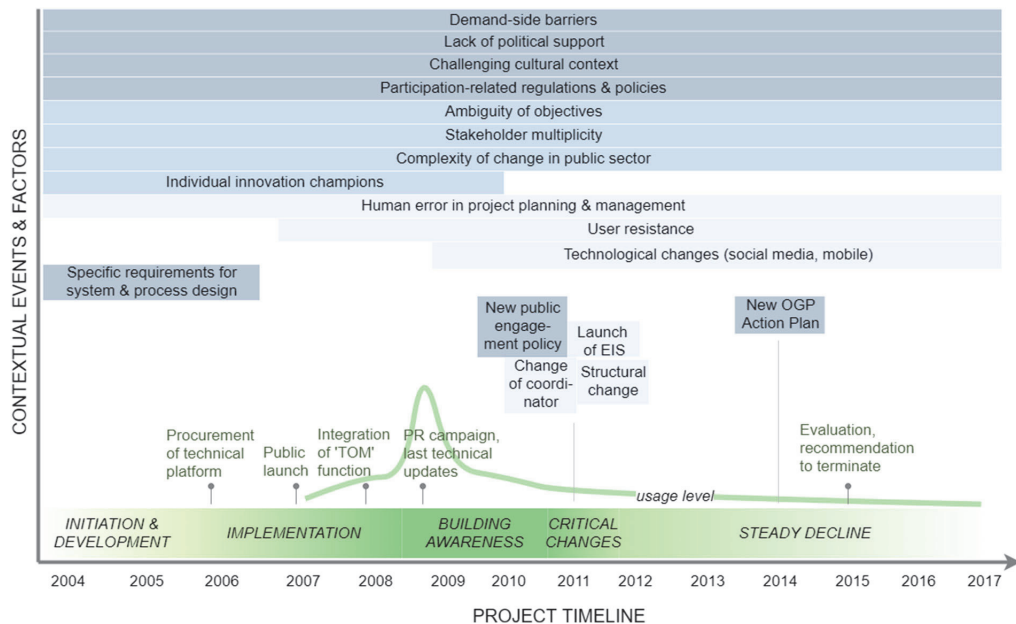 CONTEXTUAL EVENTS & FACTORS
Demand-side barriers
Lack of political support
Challenging cultural context
Participation-related regulations & policies
Ambiguity of objectives
Stakeholder multiplicity
Complexity of change in public sector
Individual innovation champions
Human error in project planning & management
User resistance
Technological changes (social media, mobile)
Specific requirements for
system & process design
New public
engage-
ment policy
Launch
of EIS
Change
of coordi-
nator
Structural
change
New OGP
Action Plan
Procurement
of technical
platform
Public
launch
Integration
of 'TOM'
function
PR campaign,
last technical
updates
Evaluation,
recommendation
to terminate
usage level
INITIATION &
DEVELOPMENT
IMPLEMENTATION
BUILDING
AWARENESS
CRITICAL
CHANGES
STEADY DECLINE
2004 2005 2006 2007 2008 2009 2010 2011 2012 2013 2014 2015 2016 2017
PROJECT TIMELINE